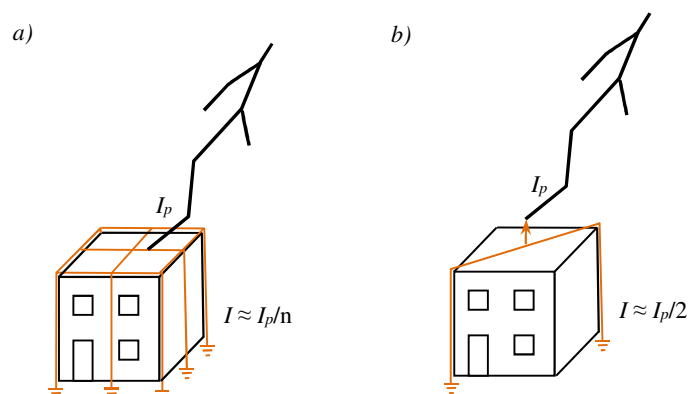 a)
b)
Iₚ
Iₚ
I ≈ Iₚ/n
I ≈ Iₚ/2